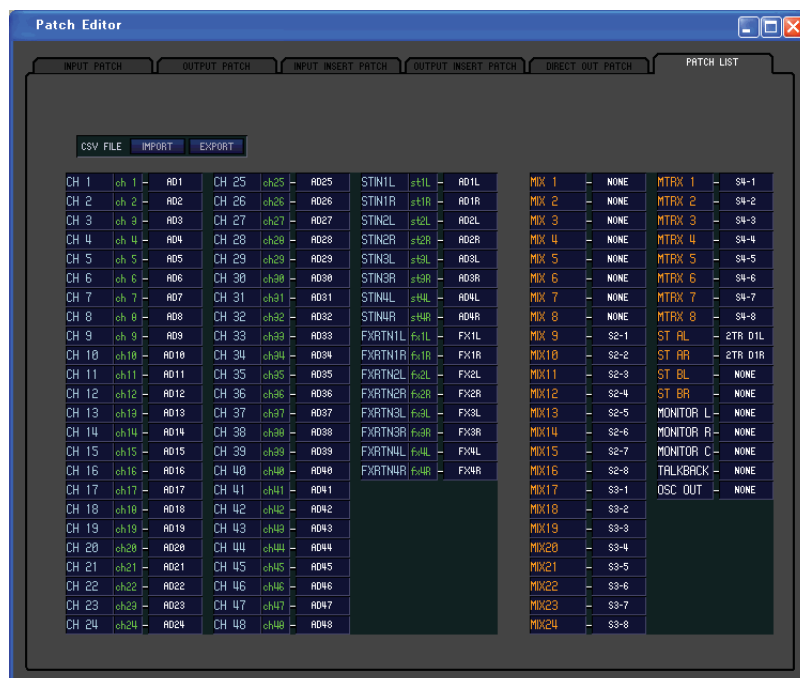 Patch Editor
INPUT PATCH OUTPUT PATCH INPUT INSERT PATCH OUTPUT INSERT PATCH DIRECT OUT PATCH PATCH LIST
CSV FILE IMPORT EXPORT
CH 1 ch 1 – AD1 CH 25 ch25 – AD25 STIN1L st1L – AD1L MIX 1 – NONE MTRX 1 – S4-1
CH 2 ch 2 – AD2 CH 26 ch26 – AD26 STIN1R st1R – AD1R MIX 2 – NONE MTRX 2 – S4-2
CH 3 ch 3 – AD3 CH 27 ch27 – AD27 STIN2L st2L – AD2L MIX 3 – NONE MTRX 3 – S4-3
CH 4 ch 4 – AD4 CH 28 ch28 – AD28 STIN2R st2R – AD2R MIX 4 – NONE MTRX 4 – S4-4
CH 5 ch 5 – AD5 CH 29 ch29 – AD29 STIN3L st3L – AD3L MIX 5 – NONE MTRX 5 – S4-5
CH 6 ch 6 – AD6 CH 30 ch30 – AD30 STIN3R st3R – AD3R MIX 6 – NONE MTRX 6 – S4-6
CH 7 ch 7 – AD7 CH 31 ch31 – AD31 STIN4L st4L – AD4L MIX 7 – NONE MTRX 7 – S4-7
CH 8 ch 8 – AD8 CH 32 ch32 – AD32 STIN4R st4R – AD4R MIX 8 – NONE MTRX 8 – S4-8
CH 9 ch 9 – AD9 CH 33 ch33 – AD33 FXRTN1L fx1L – FX1L MIX 9 – S2-1 ST AL – 2TR D1L
CH 10 ch10 – AD10 CH 34 ch34 – AD34 FXRTN1R fx1R – FX1R MIX10 – S2-2 ST AR – 2TR D1R
CH 11 ch11 – AD11 CH 35 ch35 – AD35 FXRTN2L fx2L – FX2L MIX11 – S2-3 ST BL – NONE
CH 12 ch12 – AD12 CH 36 ch36 – AD36 FXRTN2R fx2R – FX2R MIX12 – S2-4 ST BR – NONE
CH 13 ch13 – AD13 CH 37 ch37 – AD37 FXRTN3L fx3L – FX3L MIX13 – S2-5 MONITOR L – NONE
CH 14 ch14 – AD14 CH 38 ch38 – AD38 FXRTN3R fx3R – FX3R MIX14 – S2-6 MONITOR R – NONE
CH 15 ch15 – AD15 CH 39 ch39 – AD39 FXRTN4L fx4L – FX4L MIX15 – S2-7 MONITOR C – NONE
CH 16 ch16 – AD16 CH 40 ch40 – AD40 FXRTN4R fx4R – FX4R MIX16 – S2-8 TALKBACK – NONE
CH 17 ch17 – AD17 CH 41 ch41 – AD41 MIX17 – S3-1 OSC OUT – NONE
CH 18 ch18 – AD18 CH 42 ch42 – AD42 MIX18 – S3-2
CH 19 ch19 – AD19 CH 43 ch43 – AD43 MIX19 – S3-3
CH 20 ch20 – AD20 CH 44 ch44 – AD44 MIX20 – S3-4
CH 21 ch21 – AD21 CH 45 ch45 – AD45 MIX21 – S3-5
CH 22 ch22 – AD22 CH 46 ch46 – AD46 MIX22 – S3-6
CH 23 ch23 – AD23 CH 47 ch47 – AD47 MIX23 – S3-7
CH 24 ch24 – AD24 CH 48 ch48 – AD48 MIX24 – S3-8